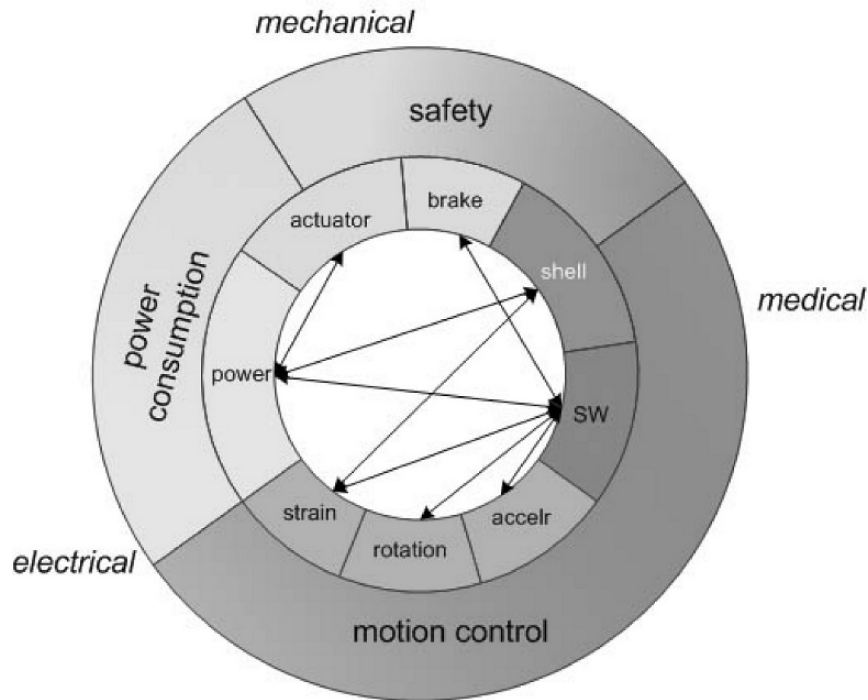 mechanical
safety
brake
actuator
shell
medical
power
consumption
power
SW
strain
accelr
rotation
electrical
motion control